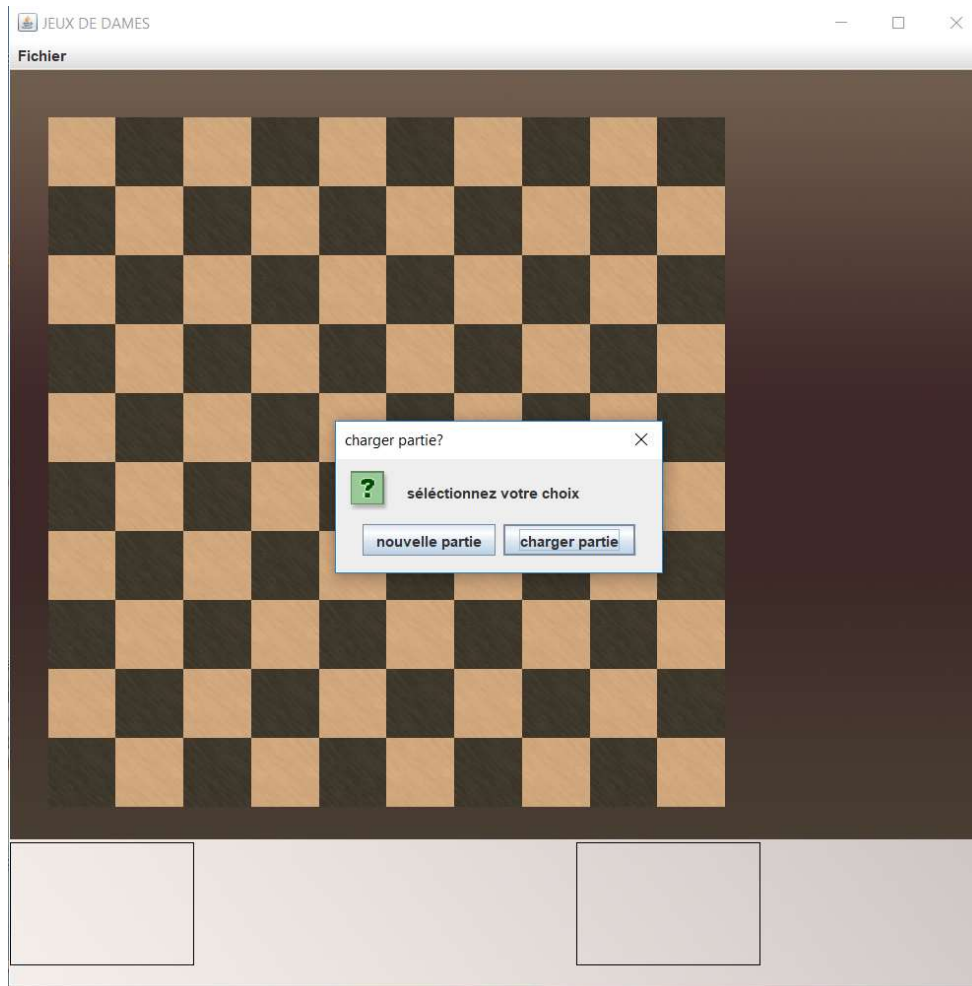 JEUX DE DAMES
Fichier
charger partie?
?
séléctionnez votre choix
nouvelle partie charger partie